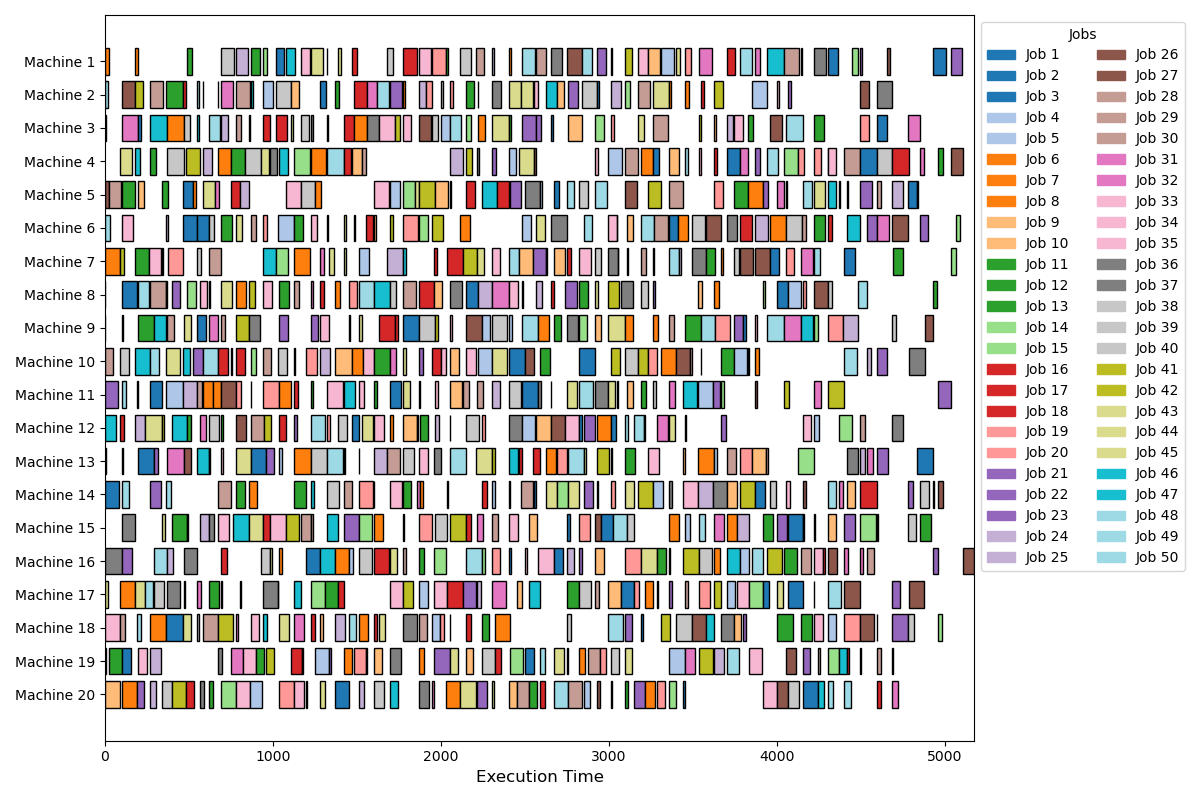 Machine 1
Machine 2
Machine 3
Machine 4
Machine 5
Machine 6
Machine 7
Machine 8
Machine 9
Machine 10
Machine 11
Machine 12
Machine 13
Machine 14
Machine 15
Machine 16
Machine 17
Machine 18
Machine 19
Machine 20
0 1000 2000 3000 4000 5000
Execution Time
Jobs
Job 1
Job 2
Job 3
Job 4
Job 5
Job 6
Job 7
Job 8
Job 9
Job 10
Job 11
Job 12
Job 13
Job 14
Job 15
Job 16
Job 17
Job 18
Job 19
Job 20
Job 21
Job 22
Job 23
Job 24
Job 25
Job 26
Job 27
Job 28
Job 29
Job 30
Job 31
Job 32
Job 33
Job 34
Job 35
Job 36
Job 37
Job 38
Job 39
Job 40
Job 41
Job 42
Job 43
Job 44
Job 45
Job 46
Job 47
Job 48
Job 49
Job 50